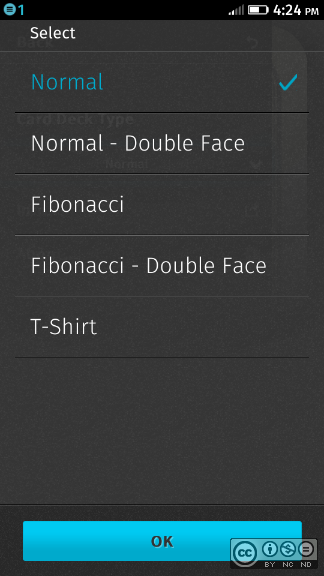 1
4:24 PM
Select
Back
Normal
Card Deck Type
Normal - Double Face
Normal
Fibonacci
Fibonacci - Double Face
T-Shirt
OK
cc
BY NC ND